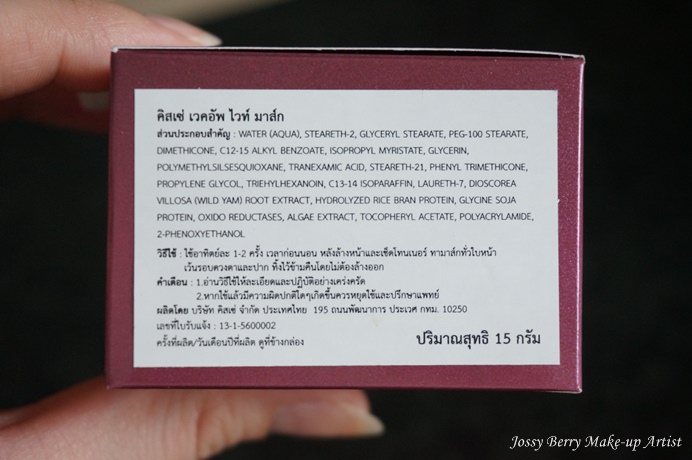 คิสเซ่ เวคอัพ ไวท์ มาส์ก
ส่วนประกอบสำคัญ : WATER (AQUA), STEARETH-2, GLYCERYL STEARATE, PEG-100 STEARATE,
DIMETHICONE, C12-15 ALKYL BENZOATE, ISOPROPYL MYRISTATE, GLYCERIN,
POLYMETHYLSILSESQUIOXANE, TRANEXAMIC ACID, STEARETH-21, PHENYL TRIMETHICONE,
PROPYLENE GLYCOL, TRIEHYLHEXANOIN, C13-14 ISOPARAFFIN, LAURETH-7, DIOSCOREA
VILLOSA (WILD YAM) ROOT EXTRACT, HYDROLYZED RICE BRAN PROTEIN, GLYCINE SOJA
PROTEIN, OXIDO REDUCTASES, ALGAE EXTRACT, TOCOPHERYL ACETATE, POLYACRYLAMIDE,
2-PHENOXYETHANOL
วิธีใช้ : ใช้อาทิตย์ละ 1-2 ครั้ง เวลาก่อนนอน หลังล้างหน้าและเช็ดโทนเนอร์ ทามาส์กทั่วใบหน้า
เว้นรอบดวงตาและปาก ทิ้งไว้ข้ามคืนโดยไม่ต้องล้างออก
คำเตือน : 1.อ่านวิธีใช้ให้ละเอียดและปฏิบัติอย่างเคร่งครัด
2.หากใช้แล้วมีความผิดปกติใดๆเกิดขึ้นควรหยุดใช้และปรึกษาแพทย์
ผลิตโดย บริษัท คิสเซ่ จำกัด ประเทศไทย 195 ถนนพัฒนาการ ประเวศ กทม. 10250
เลขที่ใบรับแจ้ง : 13-1-5600002
ครั้งที่ผลิต/วันเดือนปีที่ผลิต ดูที่ข้างกล่อง
ปริมาณสุทธิ 15 กรัม
Jossy Berry Make-up Artist